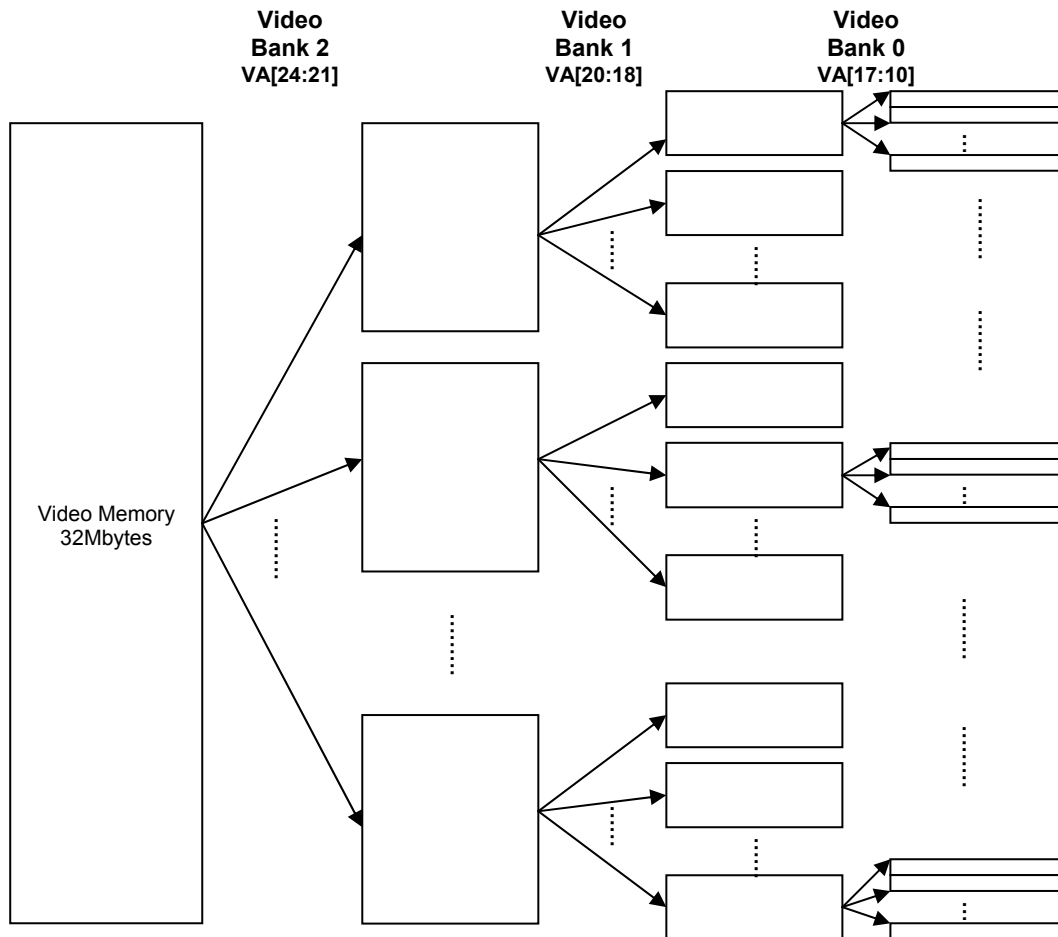 Video
Bank 2
VA[24:21]
Video
Bank 1
VA[20:18]
Video
Bank 0
VA[17:10]
Video Memory
32Mbytes